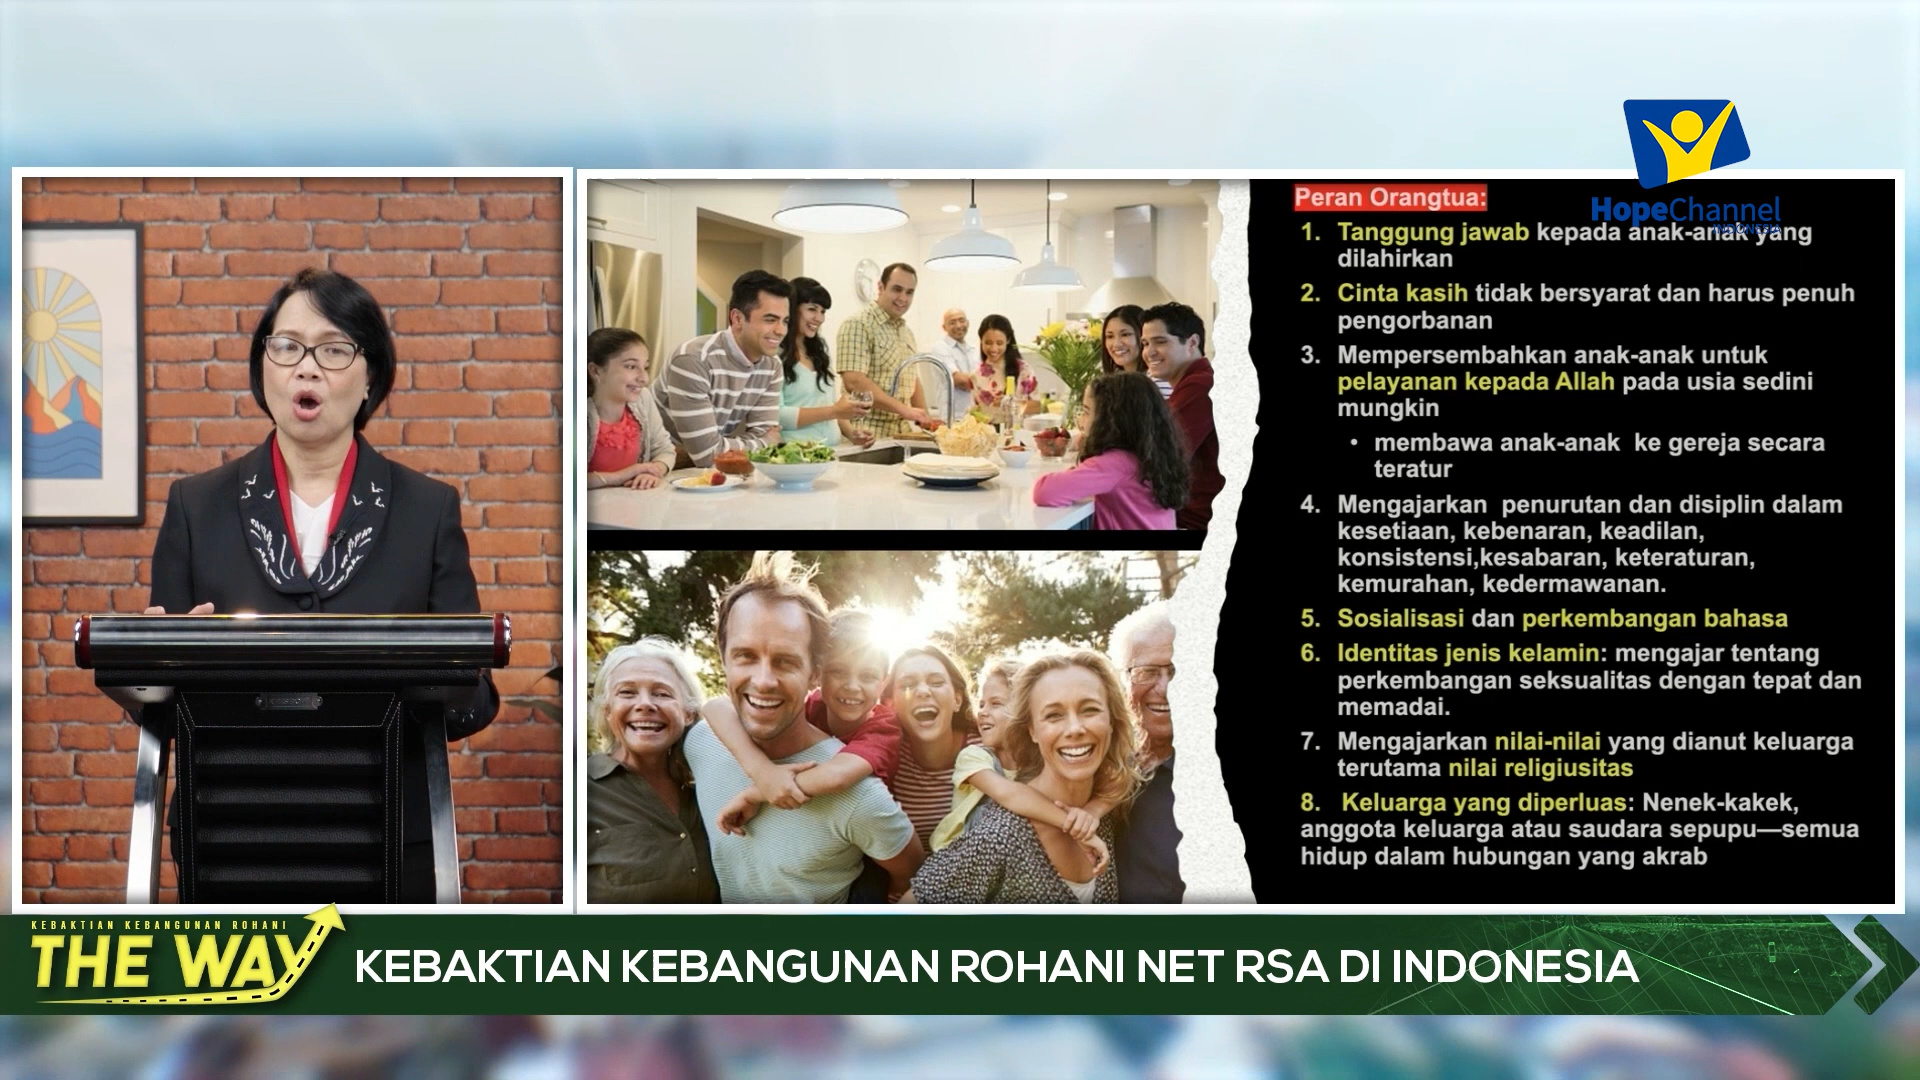 HopeChannel
INDONESIA
Peran Orangtua:
1. Tanggung jawab kepada anak-anak yang
dilahirkan
2. Cinta kasih tidak bersyarat dan harus penuh
pengorbanan
3. Mempersembahkan anak-anak untuk
pelayanan kepada Allah pada usia sedini
mungkin
• membawa anak-anak ke gereja secara
teratur
4. Mengajarkan penurutan dan disiplin dalam
kesetiaan, kebenaran, keadilan,
konsistensi,kesabaran, keteraturan,
kemurahan, kedermawanan.
5. Sosialisasi dan perkembangan bahasa
6. Identitas jenis kelamin: mengajar tentang
perkembangan seksualitas dengan tepat dan
memadai.
7. Mengajarkan nilai-nilai yang dianut keluarga
terutama nilai religiusitas
8. Keluarga yang diperluas: Nenek-kakek,
anggota keluarga atau saudara sepupu—semua
hidup dalam hubungan yang akrab
KEBAKTIAN KEBANGUNAN ROHANI
THE WAY
KEBAKTIAN KEBANGUNAN ROHANI NET RSA DI INDONESIA